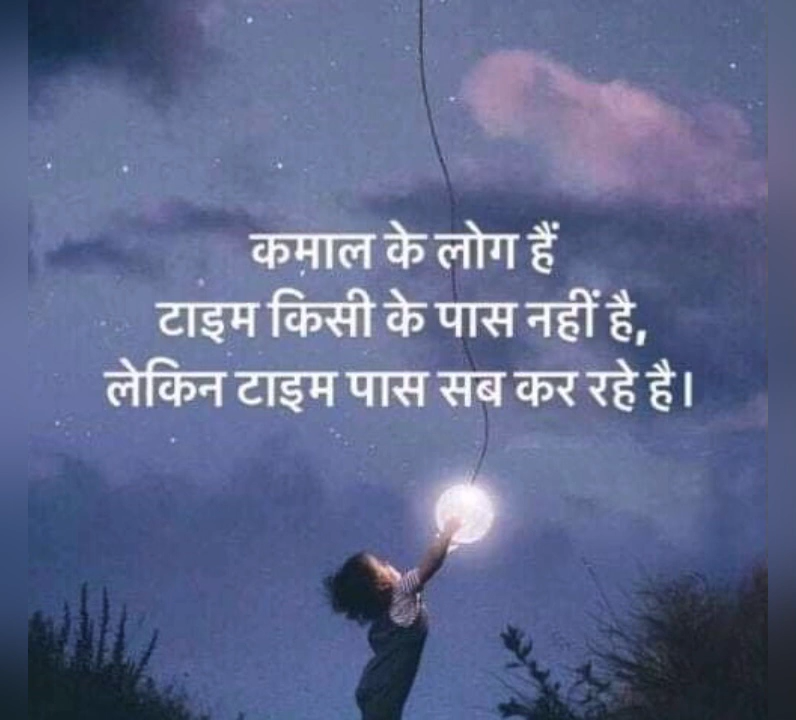 कमाल के लोग हैं
टाइम किसी के पास नहीं है,
लेकिन टाइम पास सब कर रहे है।